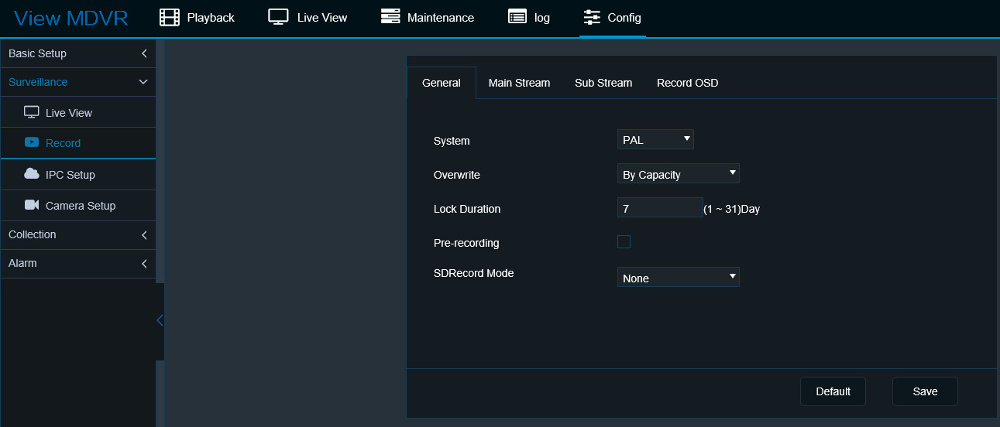 View MDVR Playback Live View Maintenance log Config
Basic Setup
Surveillance
Live View
Record
IPC Setup
Camera Setup
Collection
Alarm
General Main Stream Sub Stream Record OSD
System PAL
Overwrite By Capacity
Lock Duration 7 (1 ~ 31)Day
Pre-recording
SDRecord Mode None
Default Save